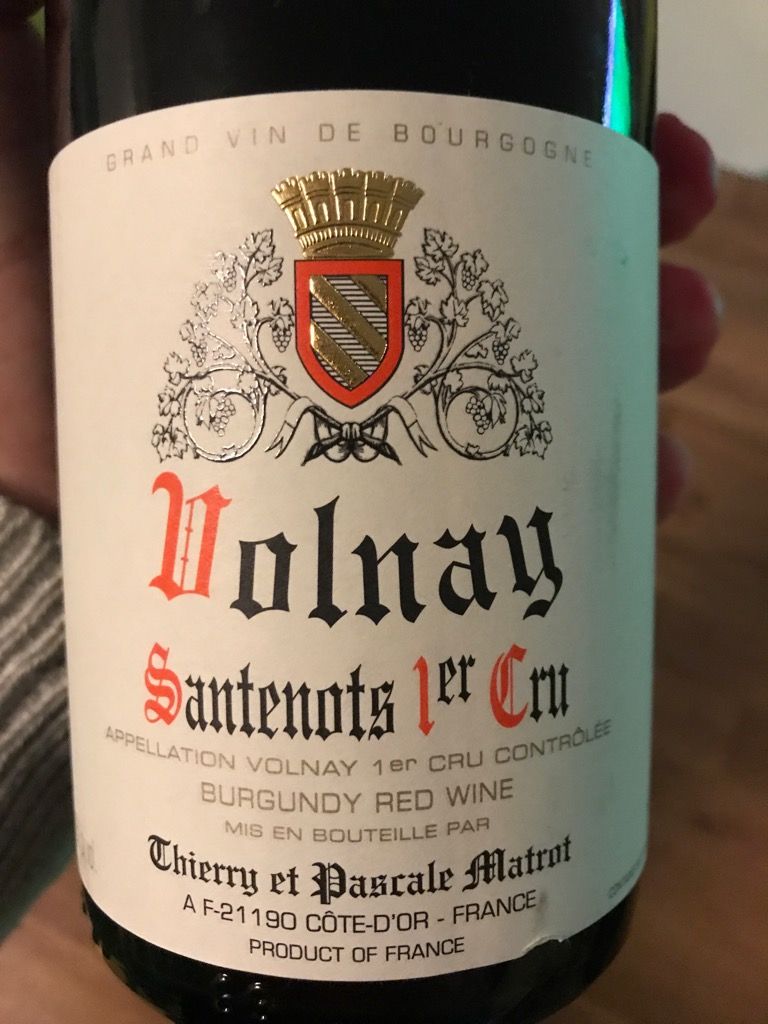 GRAND VIN DE BOURGOGNE
Volnay
Santenots 1er Cru
APPELLATION VOLNAY 1er CRU CONTRÔLÉE
BURGUNDY RED WINE
MIS EN BOUTEILLE PAR
Thierry et Pascale Matrot
A F-21190 CÔTE-D'OR - FRANCE
PRODUCT OF FRANCE